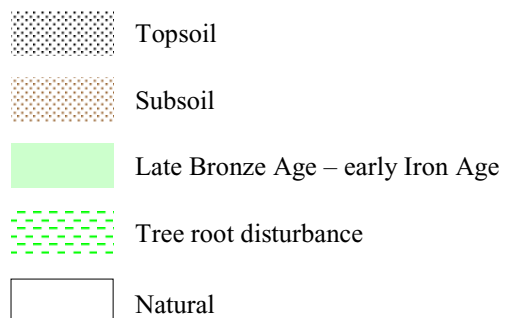 Topsoil
Subsoil
Late Bronze Age – early Iron Age
Tree root disturbance
Natural